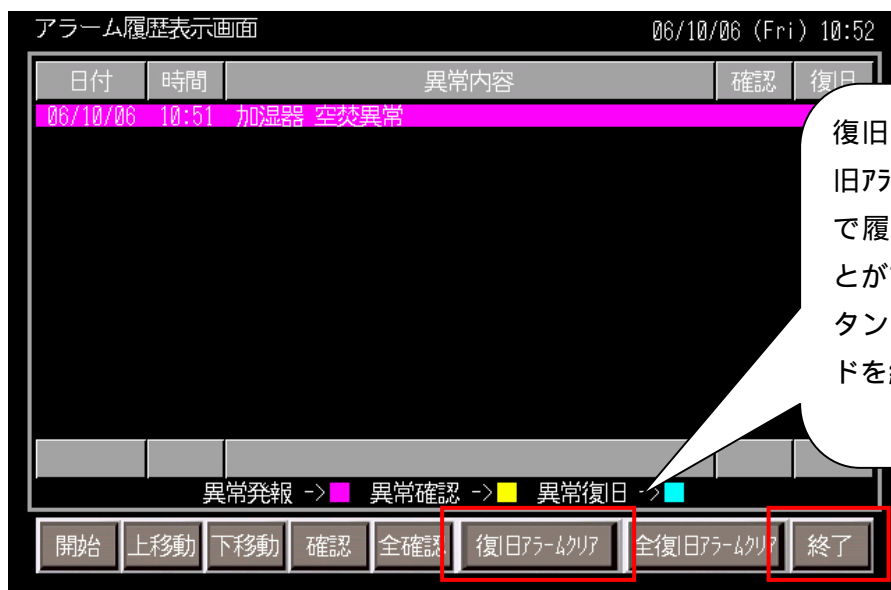 アラーム履歴表示画面 06/10/06 (Fri) 10:52
日付 時間 異常内容 確認 復旧
06/10/06 10:51 加湿器 空焚異常
復旧
旧ｱﾗ
で履
とが
タン
ドを
異常発報 -> 異常確認 -> 異常復旧 ->
開始 上移動 下移動 確認 全確認 復旧ｱﾗｰﾑｸﾘｱ 全復旧ｱﾗｰﾑｸﾘｱ 終了